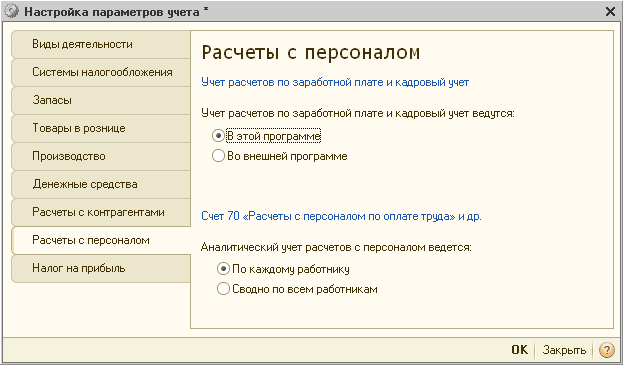 Настройка параметров учета *
Виды деятельности
Системы налогообложения
Запасы
Товары в рознице
Производство
Денежные средства
Расчеты с контрагентами
Расчеты с персоналом
Налог на прибыль
Расчеты с персоналом
Учет расчетов по заработной плате и кадровый учет
Учет расчетов по заработной плате и кадровый учет ведутся:
В этой программе
Во внешней программе
Счет 70 «Расчеты с персоналом по оплате труда» и др.
Аналитический учет расчетов с персоналом ведется:
По каждому работнику
Сводно по всем работникам
OK Закрыть ?